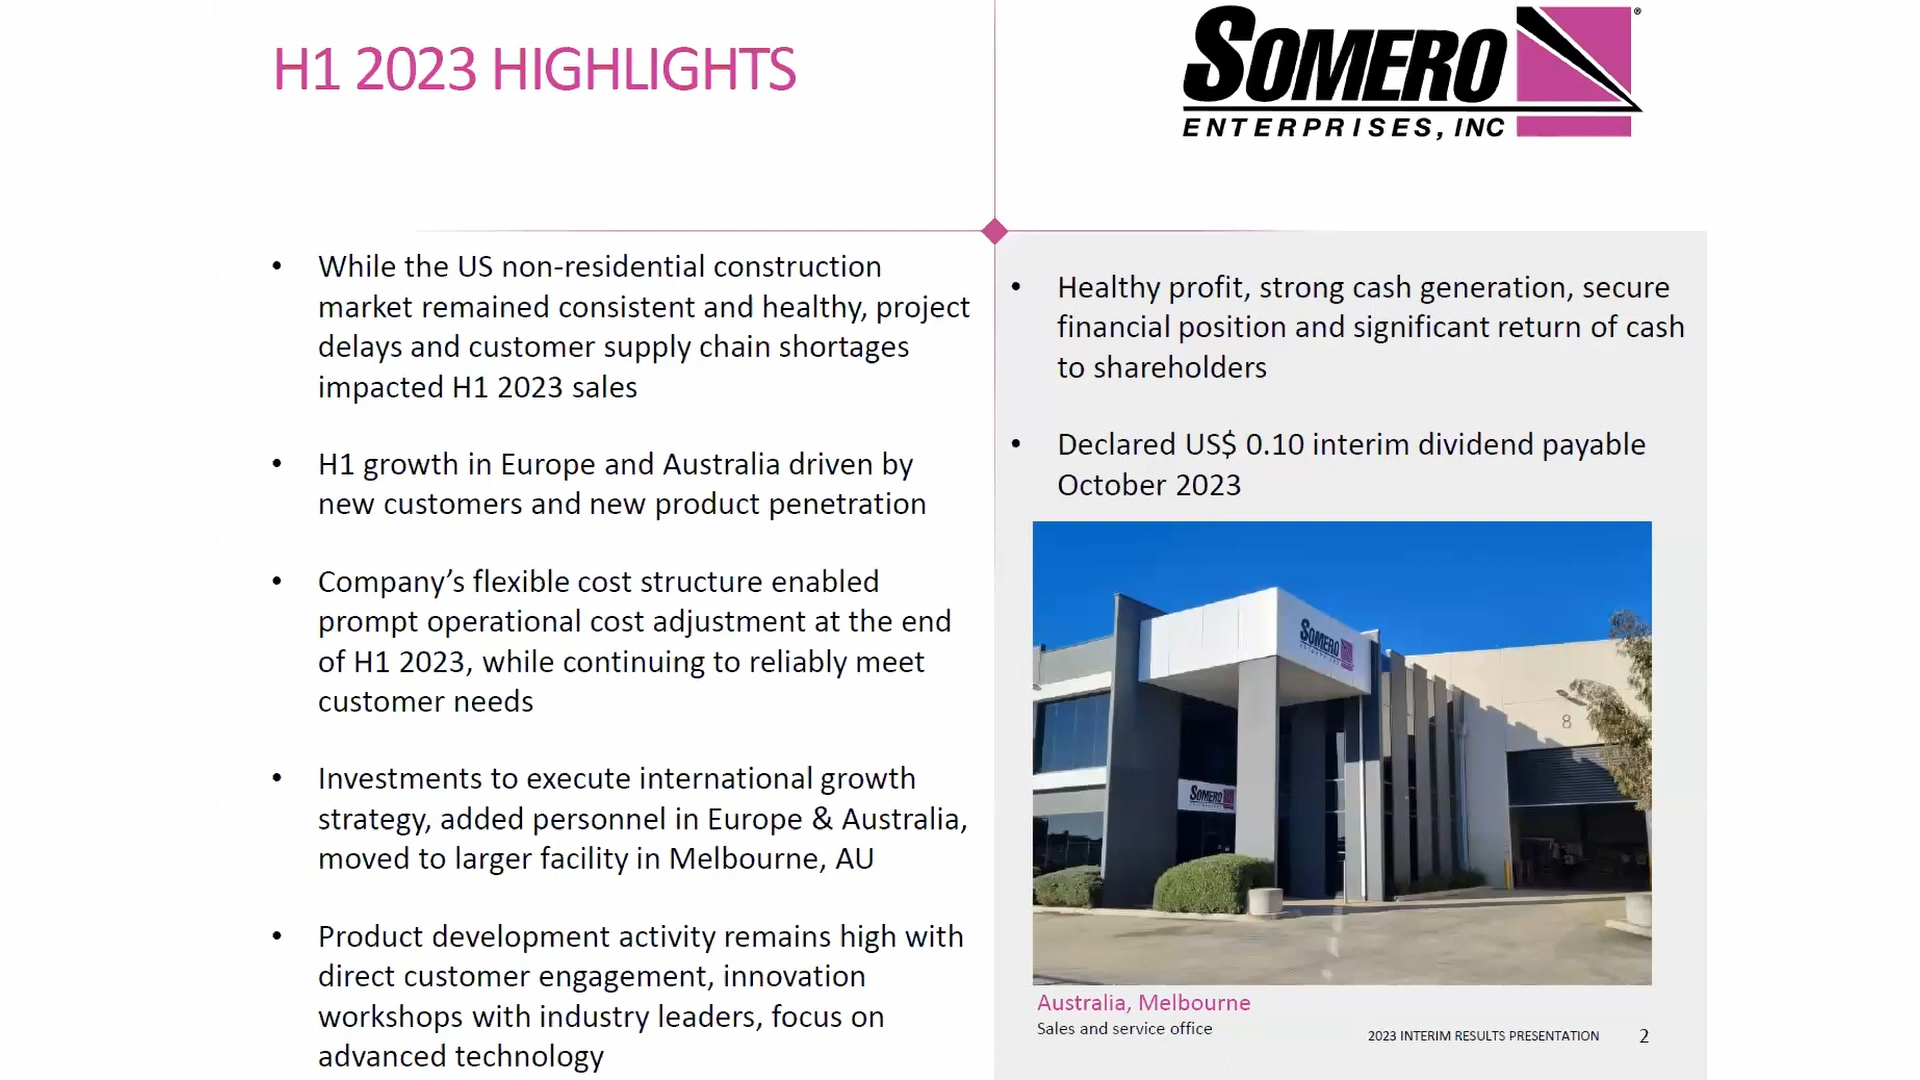 H1 2023 HIGHLIGHTS
SOMERO
ENTERPRISES, INC
®
• While the US non-residential construction
market remained consistent and healthy, project
delays and customer supply chain shortages
impacted H1 2023 sales
• H1 growth in Europe and Australia driven by
new customers and new product penetration
• Company’s flexible cost structure enabled
prompt operational cost adjustment at the end
of H1 2023, while continuing to reliably meet
customer needs
• Investments to execute international growth
strategy, added personnel in Europe & Australia,
moved to larger facility in Melbourne, AU
• Product development activity remains high with
direct customer engagement, innovation
workshops with industry leaders, focus on
advanced technology
• Healthy profit, strong cash generation, secure
financial position and significant return of cash
to shareholders
• Declared US$ 0.10 interim dividend payable
October 2023
SOMERO
8
SOMERO
Australia, Melbourne
Sales and service office
2023 INTERIM RESULTS PRESENTATION 2